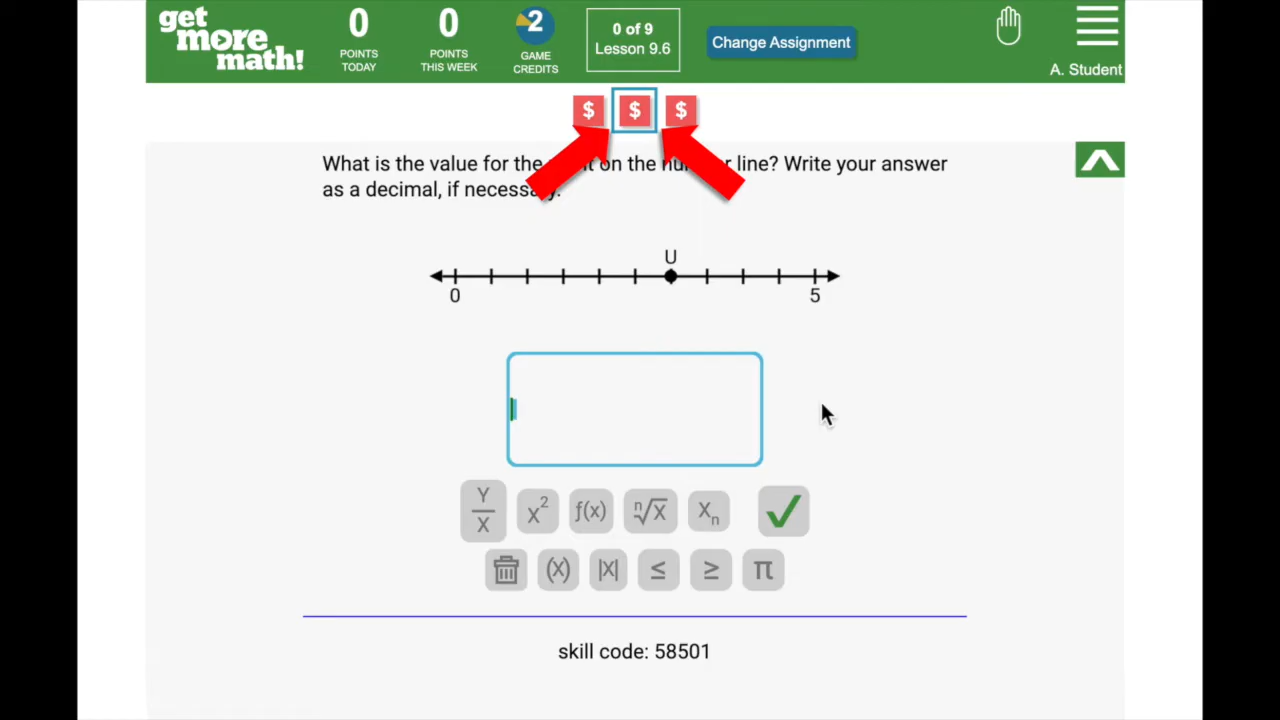 get more math!
0
POINTS TODAY
0
POINTS THIS WEEK
2
GAME CREDITS
0 of 9
Lesson 9.6
Change Assignment
A. Student
$ $ $
What is the value for the on the line? Write your answer
as a decimal, if necessary.
U
0 5
Y/X x² f(x) ⁿ√X Xₙ
(X) |X| ≤ ≥ π
skill code: 58501